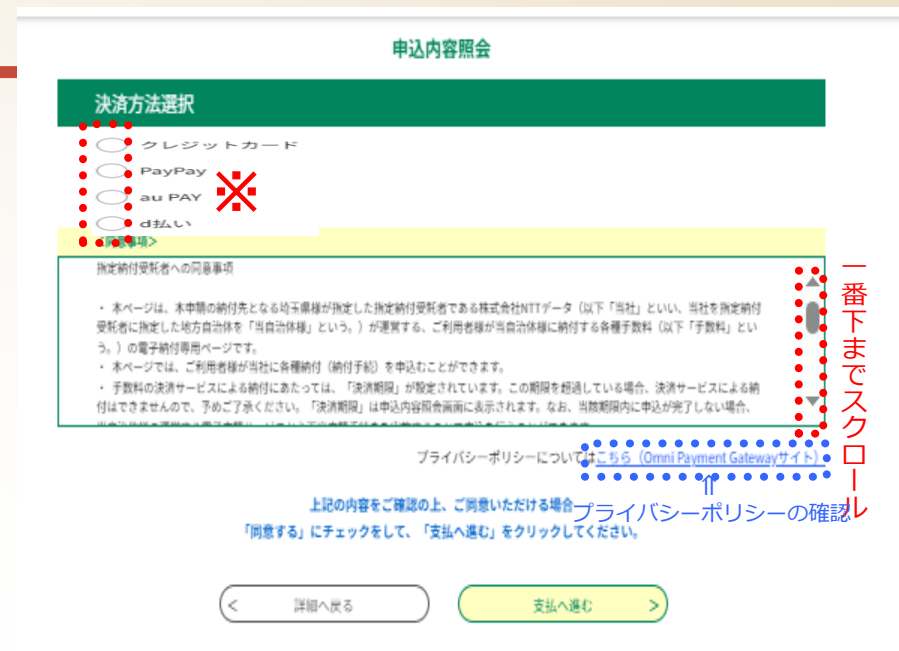 申込内容照会
決済方法選択
クレジットカード
PayPay
au PAY
※
d払い
<同意事項>
指定納付受託者への同意事項
・ 本ページは、本申請の納付先となる埼玉県様が指定した指定納付受託者である株式会社NTTデータ（以下「当社」といい、当社を指定納付
受託者に指定した地方自治体を「当自治体様」という。）が運営する、ご利用者様が当自治体様に納付する各種手数料（以下「手数料」とい
う。）の電子納付専用ページです。
・ 本ページでは、ご利用者様が当社に各種納付（納付手続）を申込むことができます。
・ 手数料の決済サービスによる納付にあたっては、「決済期限」が設定されています。この期限を超過している場合、決済サービスによる納
付はできませんので、予めご了承ください。「決済期限」は申込内容照会画面に表示されます。なお、当該期限内に申込が完了しない場合、
一番下までスクロール
プライバシーポリシーについてはこちら（Omni Payment Gatewayサイト）
⇑
プライバシーポリシーの確認
上記の内容をご確認の上、ご同意いただける場合
「同意する」にチェックをして、「支払へ進む」をクリックしてください。
< 詳細へ戻る
支払へ進む >